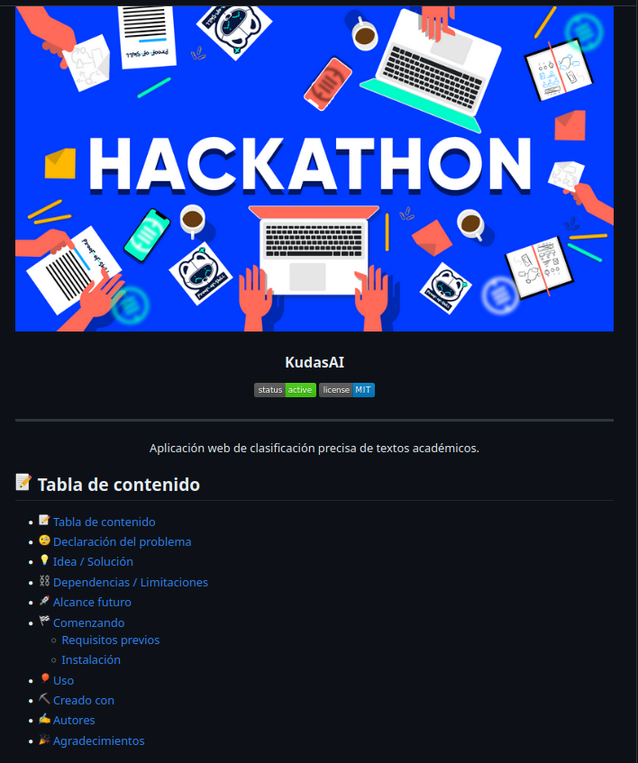 HACKATHON
KudasAI
status active license MIT
Aplicación web de clasificación precisa de textos académicos.
Tabla de contenido
Tabla de contenido
Declaración del problema
Idea / Solución
Dependencias / Limitaciones
Alcance futuro
Comenzando
Requisitos previos
Instalación
Uso
Creado con
Autores
Agradecimientos